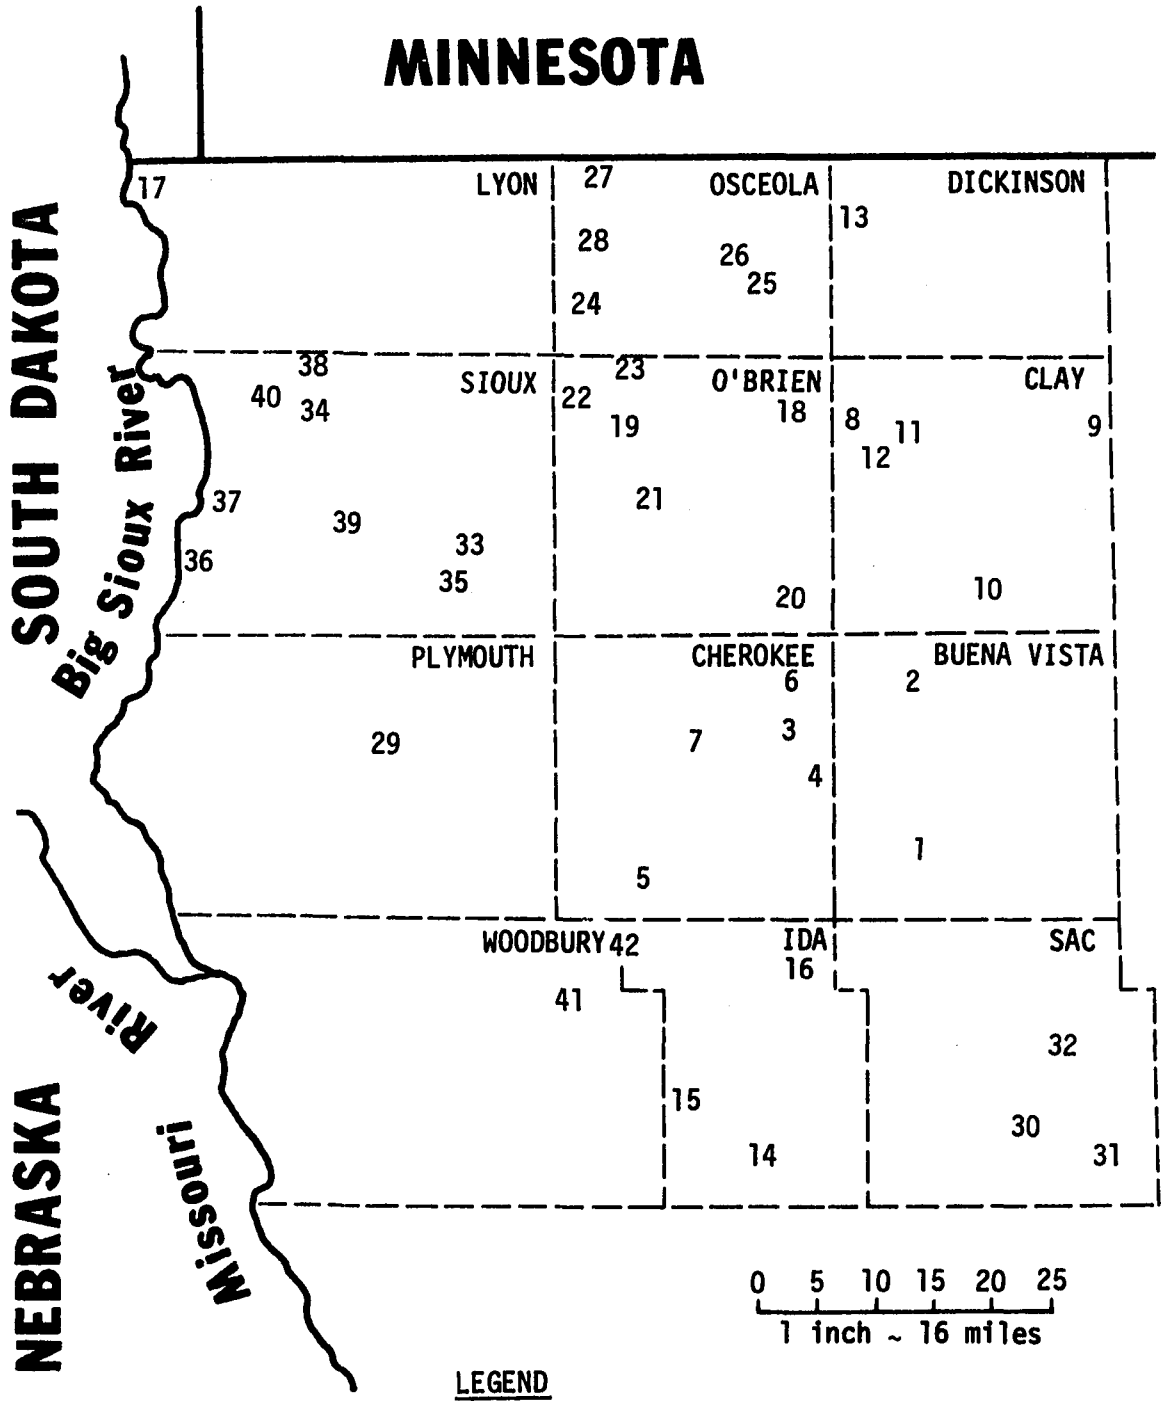 MINNESOTA
SOUTH DAKOTA
NEBRASKA
Big Sioux River
Missouri River
17
LYON
27
OSCEOLA
DICKINSON
13
28
26
25
24
38
23
SIOUX
O'BRIEN
CLAY
40
34
22
19
18
8
11
9
12
37
21
39
33
36
35
20
10
PLYMOUTH
CHEROKEE
BUENA VISTA
6
2
29
7
3
4
1
5
WOODBURY 42
IDA
SAC
16
41
32
15
30
14
31
0 5 10 15 20 25
1 inch ~ 16 miles
LEGEND